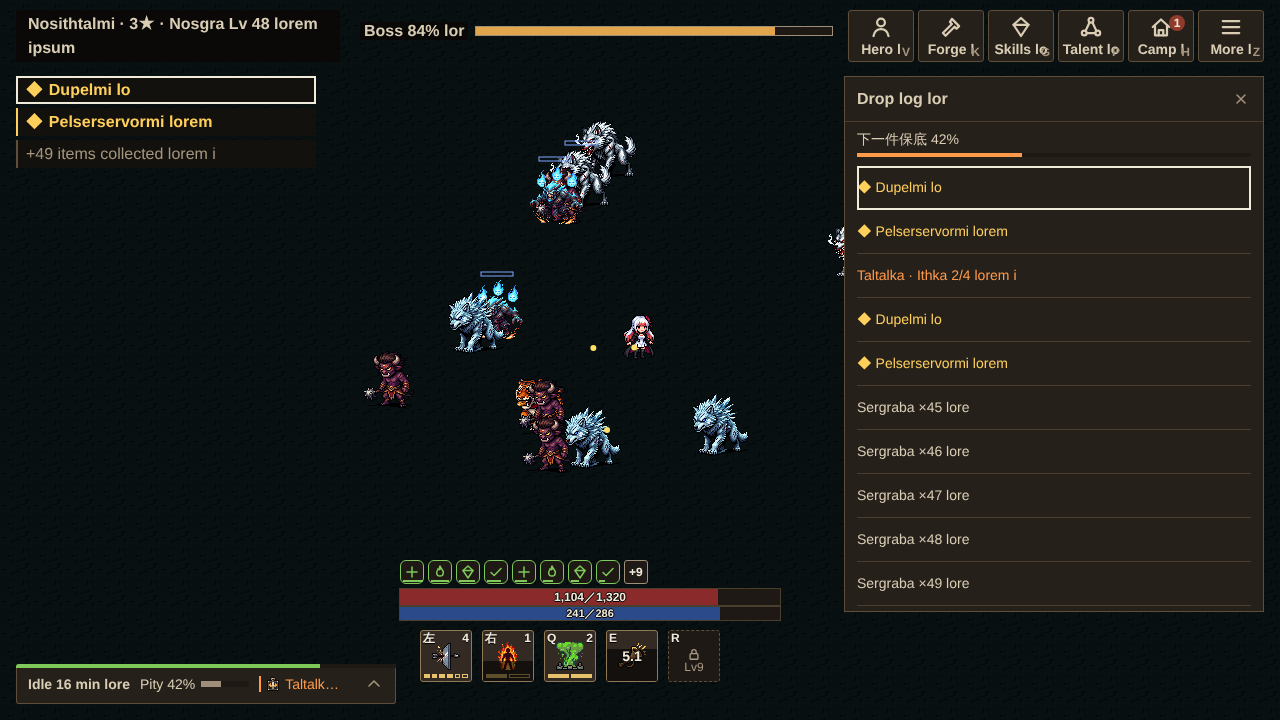 Nosithtalmi · 3★ · Nosgra Lv 48 lorem
ipsum
Boss 84% lor
Hero l V
Forge l K
Skills lo G
Talent lo P
1
Camp l H
More l Z
◆ Dupelmi lo
◆ Pelserservormi lorem
+49 items collected lorem i
Drop log lor
下一件保底 42%
◆ Dupelmi lo
◆ Pelserservormi lorem
Taltalka · Ithka 2/4 lorem i
◆ Dupelmi lo
◆ Pelserservormi lorem
Sergraba ×45 lore
Sergraba ×46 lore
Sergraba ×47 lore
Sergraba ×48 lore
Sergraba ×49 lore
+9
1,104／1,320
241／286
左 4
右 1
Q 2
E 5.1
R
Lv9
Idle 16 min lore Pity 42% Taltalk…